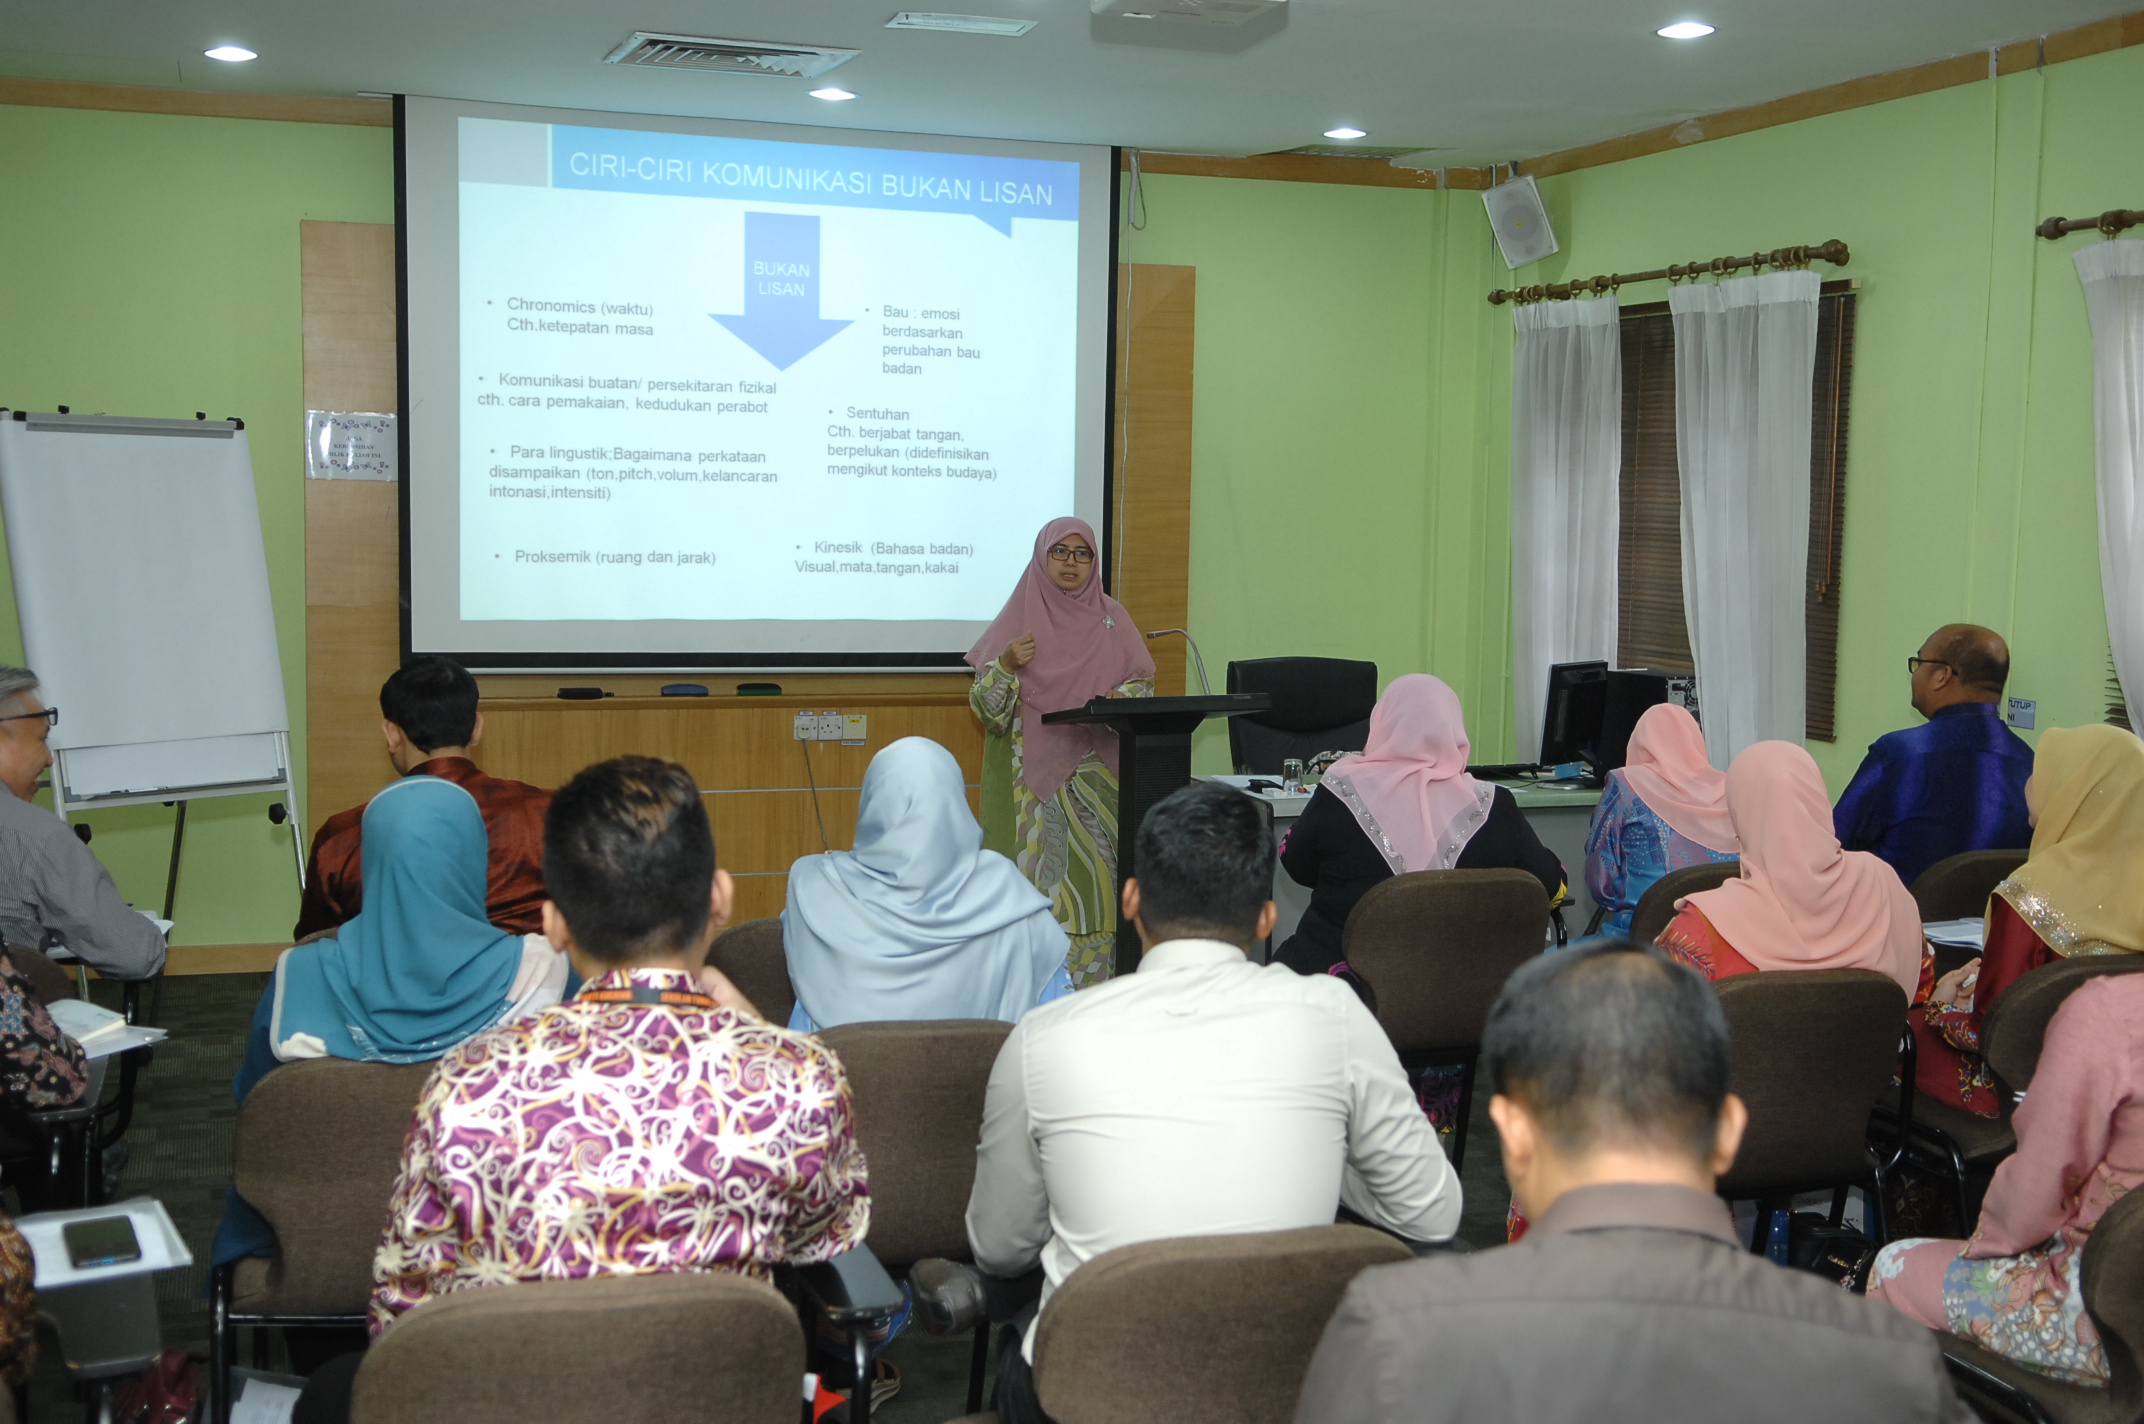 CIRI-CIRI KOMUNIKASI BUKAN LISAN
BUKAN
LISAN
• Chronomics (waktu)
Cth.ketepatan masa
• Komunikasi buatan/ persekitaran fizikal
cth. cara pemakaian, kedudukan perabot
• Para lingustik;Bagaimana perkataan
disampaikan (ton,pitch,volum,kelancaran
intonasi,intensiti)
• Proksemik (ruang dan jarak)
• Bau : emosi
berdasarkan
perubahan bau
badan
• Sentuhan
Cth. berjabat tangan,
berpelukan (didefinisikan
mengikut konteks budaya)
• Kinesik (Bahasa badan)
Visual,mata,tangan,kakai